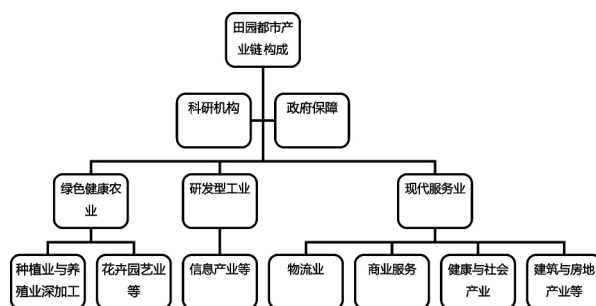 田园都市产
业链构成
科研机构
政府保障
绿色健康农
业
研发型工业
现代服务业
种植业与养
殖业深加工
花卉园艺业
等
信息产业等
物流业
商业服务
健康与社会
产业
建筑与房地
产业等